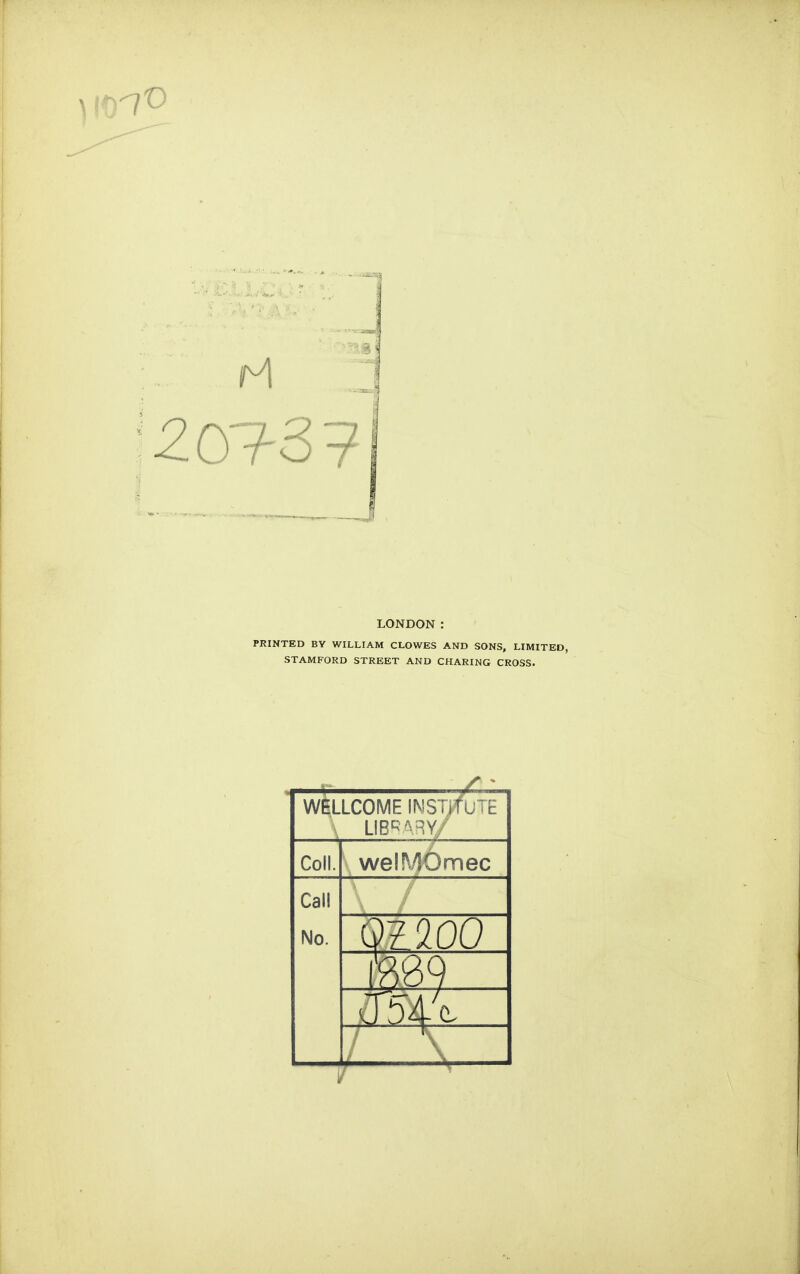 M
20787
LONDON :
PRINTED BY WILLIAM CLOWES AND SONS, LIMITED,
STAMFORD STREET AND CHARING CROSS.
WELLCOME INSTITUTE
LIBRARY
Coll. welMOmec
Call
No. QZ200
1889
J54c